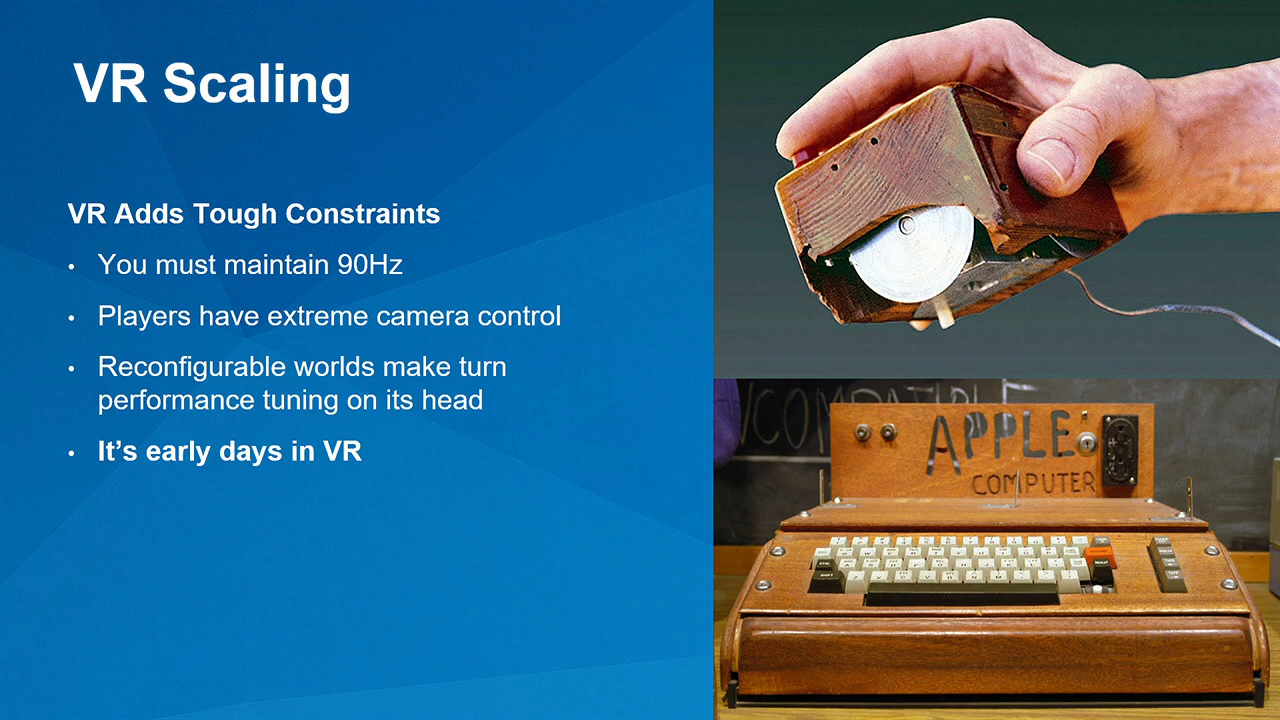 VR Scaling
VR Adds Tough Constraints
• You must maintain 90Hz
• Players have extreme camera control
• Reconfigurable worlds make turn
performance tuning on its head
• It’s early days in VR
APPLE
COMPUTER